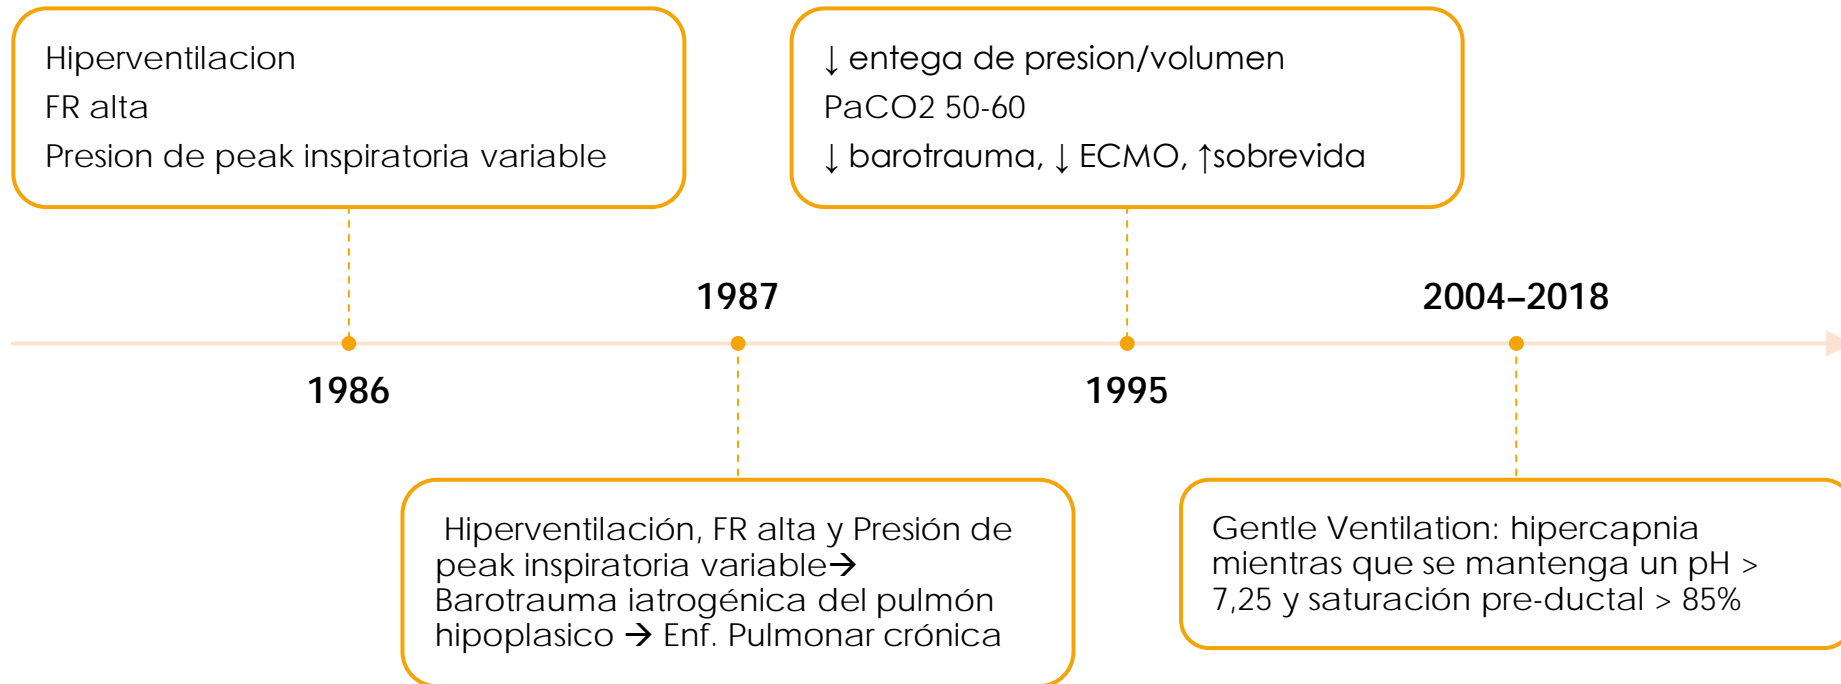 Hiperventilacion
FR alta
Presion de peak inspiratoria variable
↓ entega de presion/volumen
PaCO2 50-60
↓ barotrauma, ↓ ECMO, ↑sobrevida
1987
2004–2018
1986
1995
Hiperventilación, FR alta y Presión de
peak inspiratoria variable→
Barotrauma iatrogénica del pulmón
hipoplasico → Enf. Pulmonar crónica
Gentle Ventilation: hipercapnia
mientras que se mantenga un pH >
7,25 y saturación pre-ductal > 85%